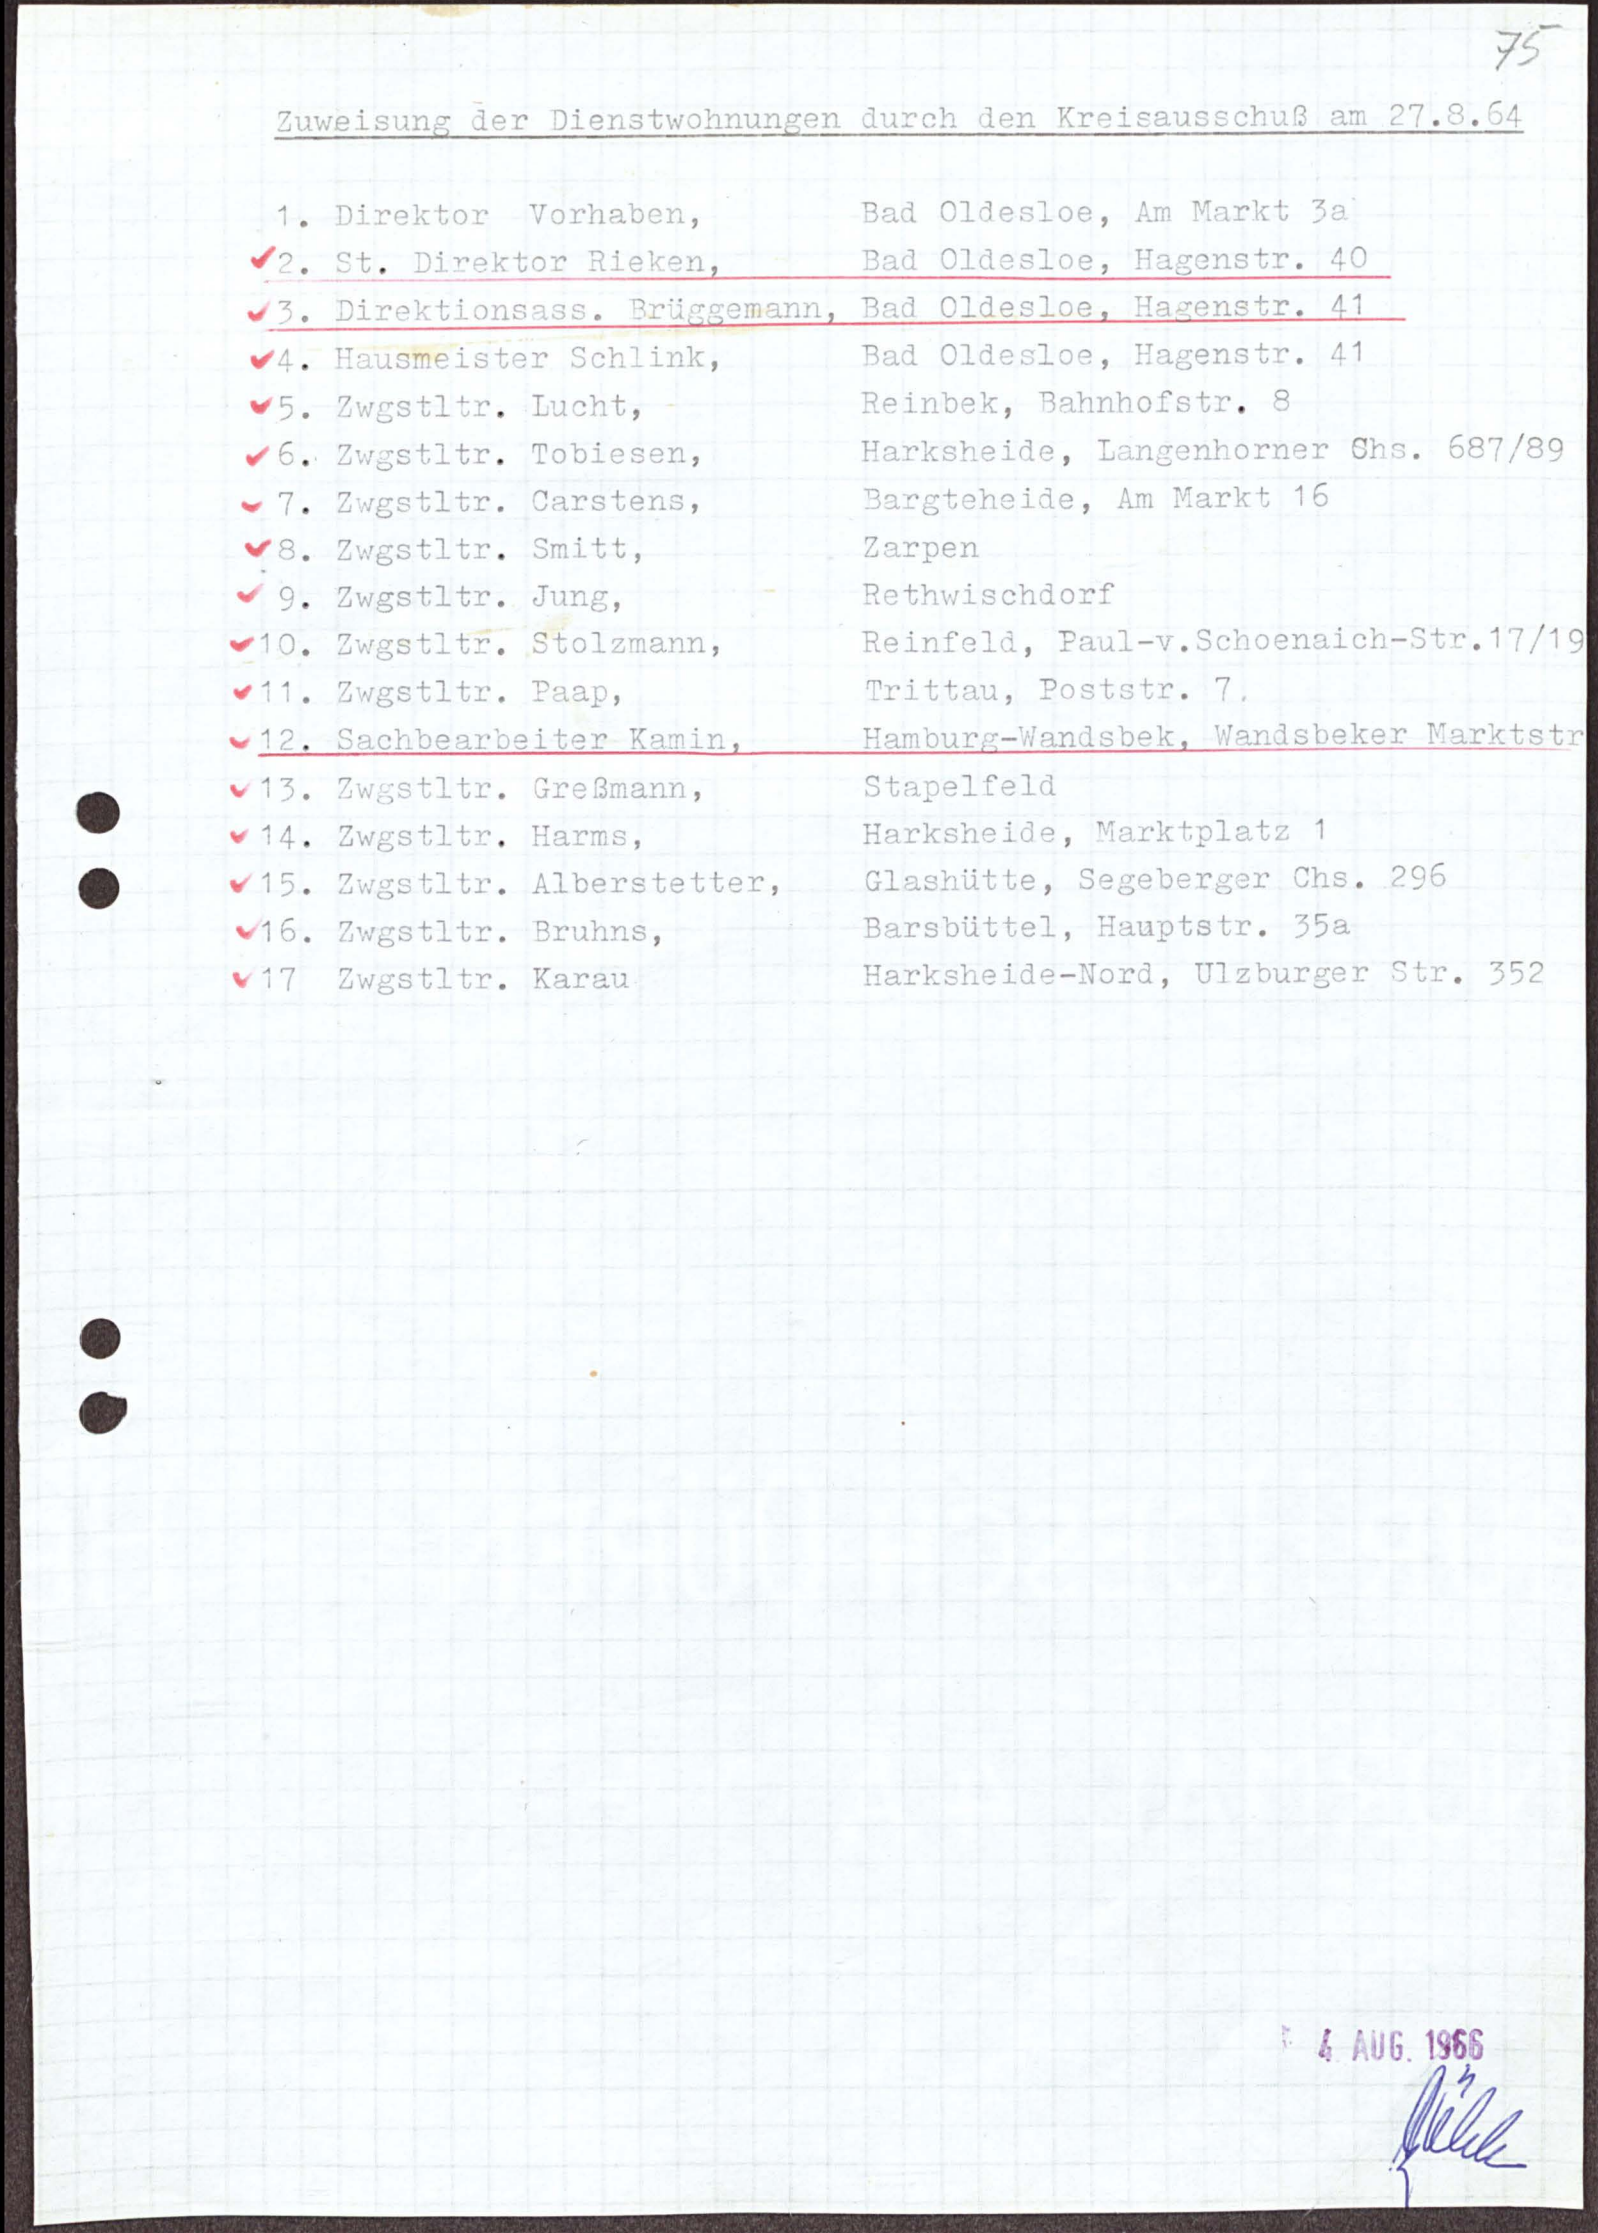 75
Zuweisung der Dienstwohnungen durch den Kreisausschuß am 27.8.64
1. Direktor Vorhaben, Bad Oldesloe, Am Markt 3a
2. St. Direktor Rieken, Bad Oldesloe, Hagenstr. 40
3. Direktionsass. Brüggemann, Bad Oldesloe, Hagenstr. 41
4. Hausmeister Schlink, Bad Oldesloe, Hagenstr. 41
5. Zwgstltr. Lucht, Reinbek, Bahnhofstr. 8
6. Zwgstltr. Tobiesen, Harksheide, Langenhorner Chs. 687/89
7. Zwgstltr. Carstens, Bargteheide, Am Markt 16
8. Zwgstltr. Smitt, Zarpen
9. Zwgstltr. Jung, Rethwischdorf
10. Zwgstltr. Stolzmann, Reinfeld, Paul-v.Schoenaich-Str.17/19
11. Zwgstltr. Paap, Trittau, Poststr. 7.
12. Sachbearbeiter Kamin, Hamburg-Wandsbek, Wandsbeker Marktstr
13. Zwgstltr. Greßmann, Stapelfeld
14. Zwgstltr. Harms, Harksheide, Marktplatz 1
15. Zwgstltr. Alberstetter, Glashütte, Segeberger Chs. 296
16. Zwgstltr. Bruhns, Barsbüttel, Hauptstr. 35a
17 Zwgstltr. Karau Harksheide-Nord, Ulzburger Str. 352
4. AUG. 1966